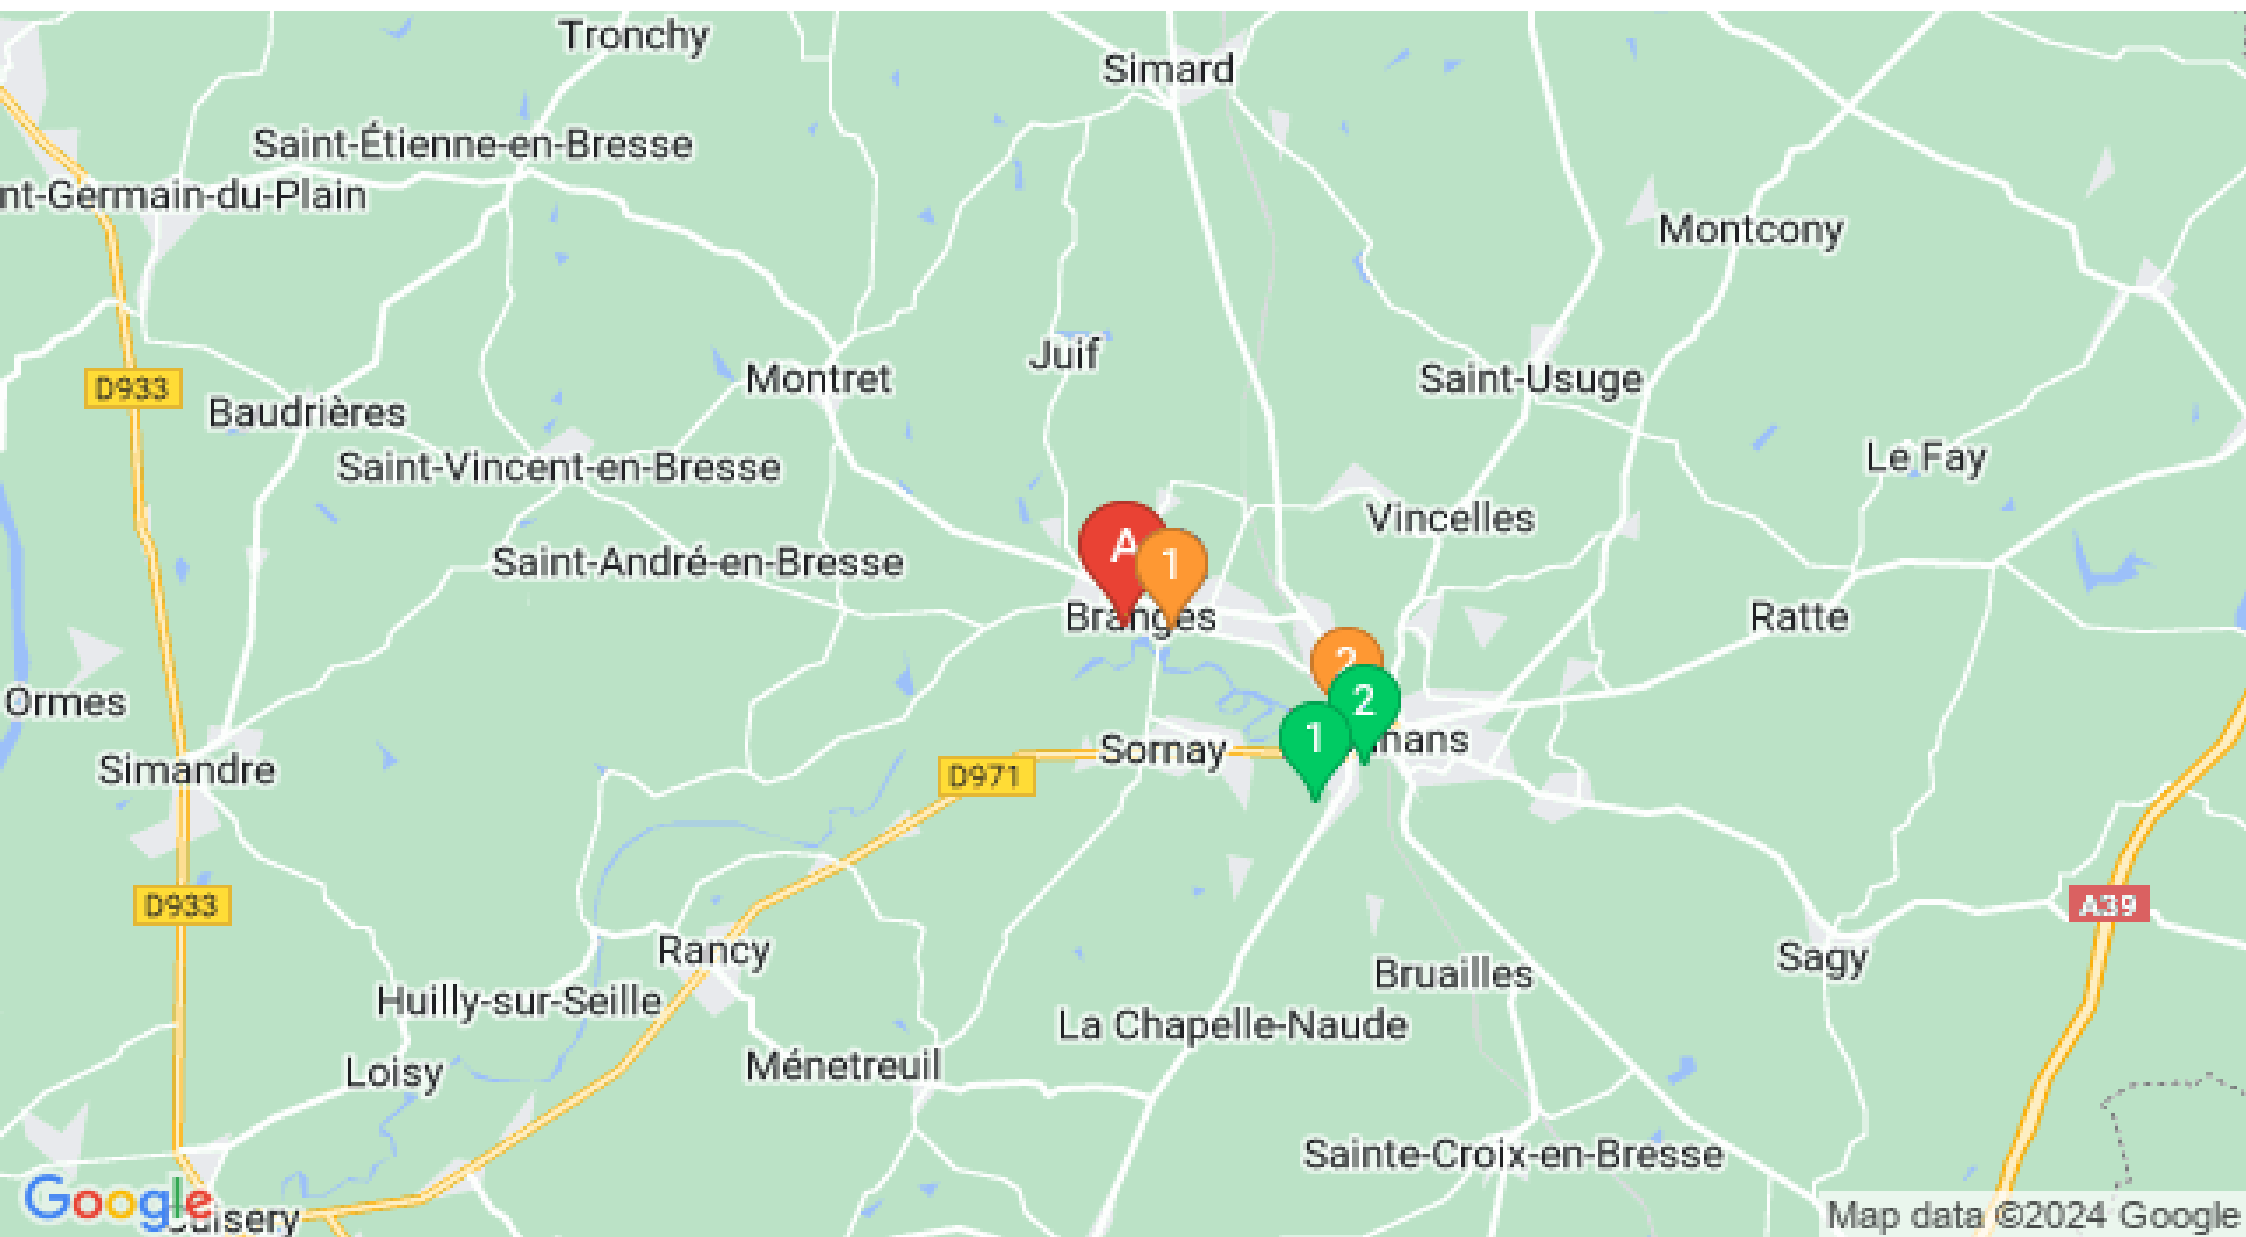 Tronchy
Simard
Saint-Étienne-en-Bresse
nt-Germain-du-Plain
Montcony
Juif
D933
Montret
Saint-Usuge
Baudrières
Saint-Vincent-en-Bresse
Le Fay
Vincelles
A
1
Saint-André-en-Bresse
Branges
Ratte
2
2
Ormes
1
nans
Sornay
Simandre
D971
D933
A39
Rancy
Sagy
Bruailles
Huilly-sur-Seille
La Chapelle-Naude
Ménetreuil
Loisy
Sainte-Croix-en-Bresse
Google
isery
Map data ©2024 Google